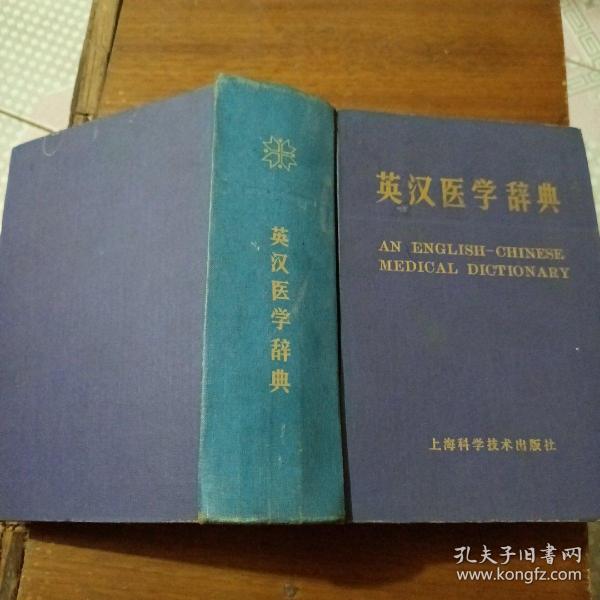 英汉医学辞典
英汉医学辞典
AN ENGLISH-CHINESE
MEDICAL DICTIONARY
上海科学技术出版社
孔夫子旧书网
www.kongfz.com